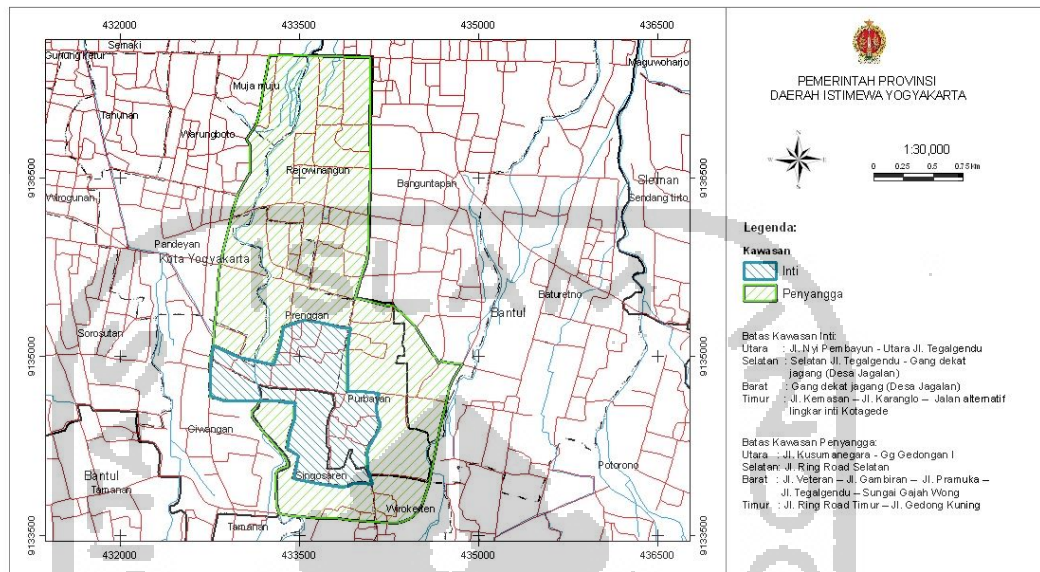 432000 433500 435000 436500
Semaki
Gunung Ketur
Maguwoharjo
Muja muju
Tahunan
Warungboto
9136500
Rejowinangun
Banguntapan
Sleman
Wirogunan
Sendang tirto
Pandeyan
Kota Yogyakarta
Baturetno
Prenggan
Bantul
Sorosutan
9135000
Purbayan
Giwangan
Bantul
Singosaren
Potorono
Tamanan
Wirokerten
Tamanan
9133500
432000 433500 435000 436500
PEMERINTAH PROVINSI
DAERAH ISTIMEWA YOGYAKARTA
1:30,000
0 0.25 0.5 0.75 km
Legenda:
Kawasan
Inti
Penyangga
Batas Kawasan Inti:
Utara : Jl. Nyi Pembayun - Utara Jl. Tegalgendu
Selatan : Selatan Jl. Tegalgendu - Gang dekat
jagang (Desa Jagalan)
Barat : Gang dekat jagang (Desa Jagalan)
Timur : Jl. Kemasan – Jl. Karanglo – Jalan alternatif
lingkar inti Kotagede
Batas Kawasan Penyangga:
Utara : Jl. Kusumanegara - Gg Gedongan I
Selatan: Jl. Ring Road Selatan
Barat : Jl. Veteran – Jl. Gambiran – Jl. Pramuka –
Jl. Tegalgendu – Sungai Gajah Wong
Timur : Jl. Ring Road Timur – Jl. Gedong Kuning